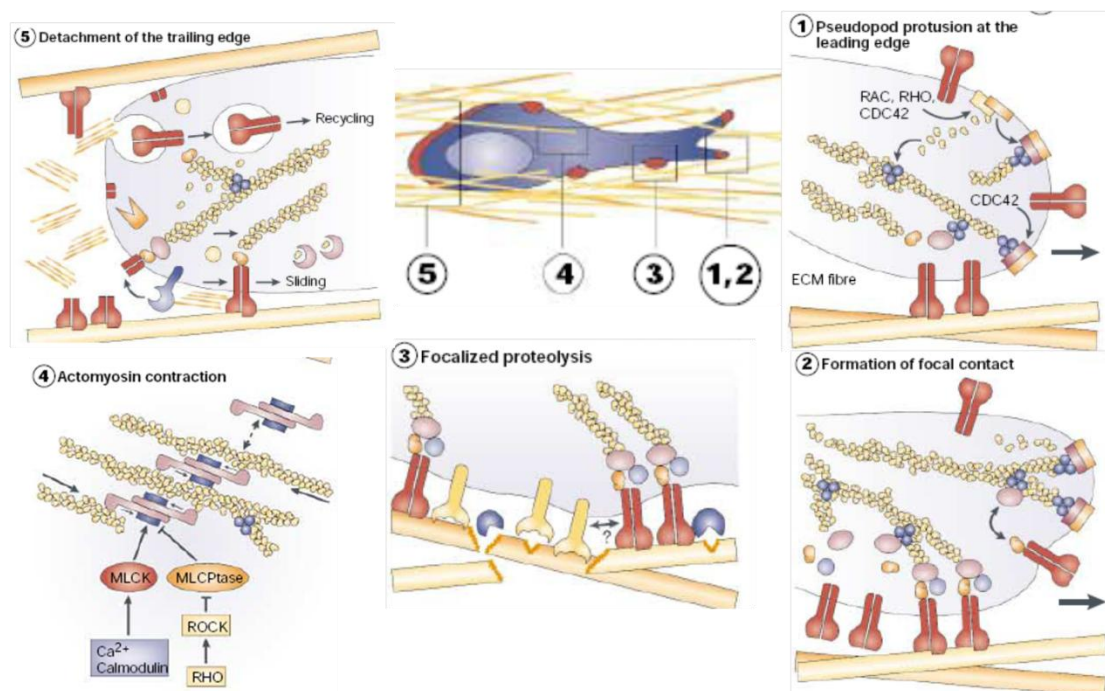 ⑤ Detachment of the trailing edge
Recycling
Sliding
5
4
3
1,2
① Pseudopod protusion at the
leading edge
RAC, RHO,
CDC42
CDC42
ECM fibre
④ Actomyosin contraction
MLCK
MLCPtase
ROCK
Ca2+
Calmodulin
RHO
③ Focalized proteolysis
?
② Formation of focal contact